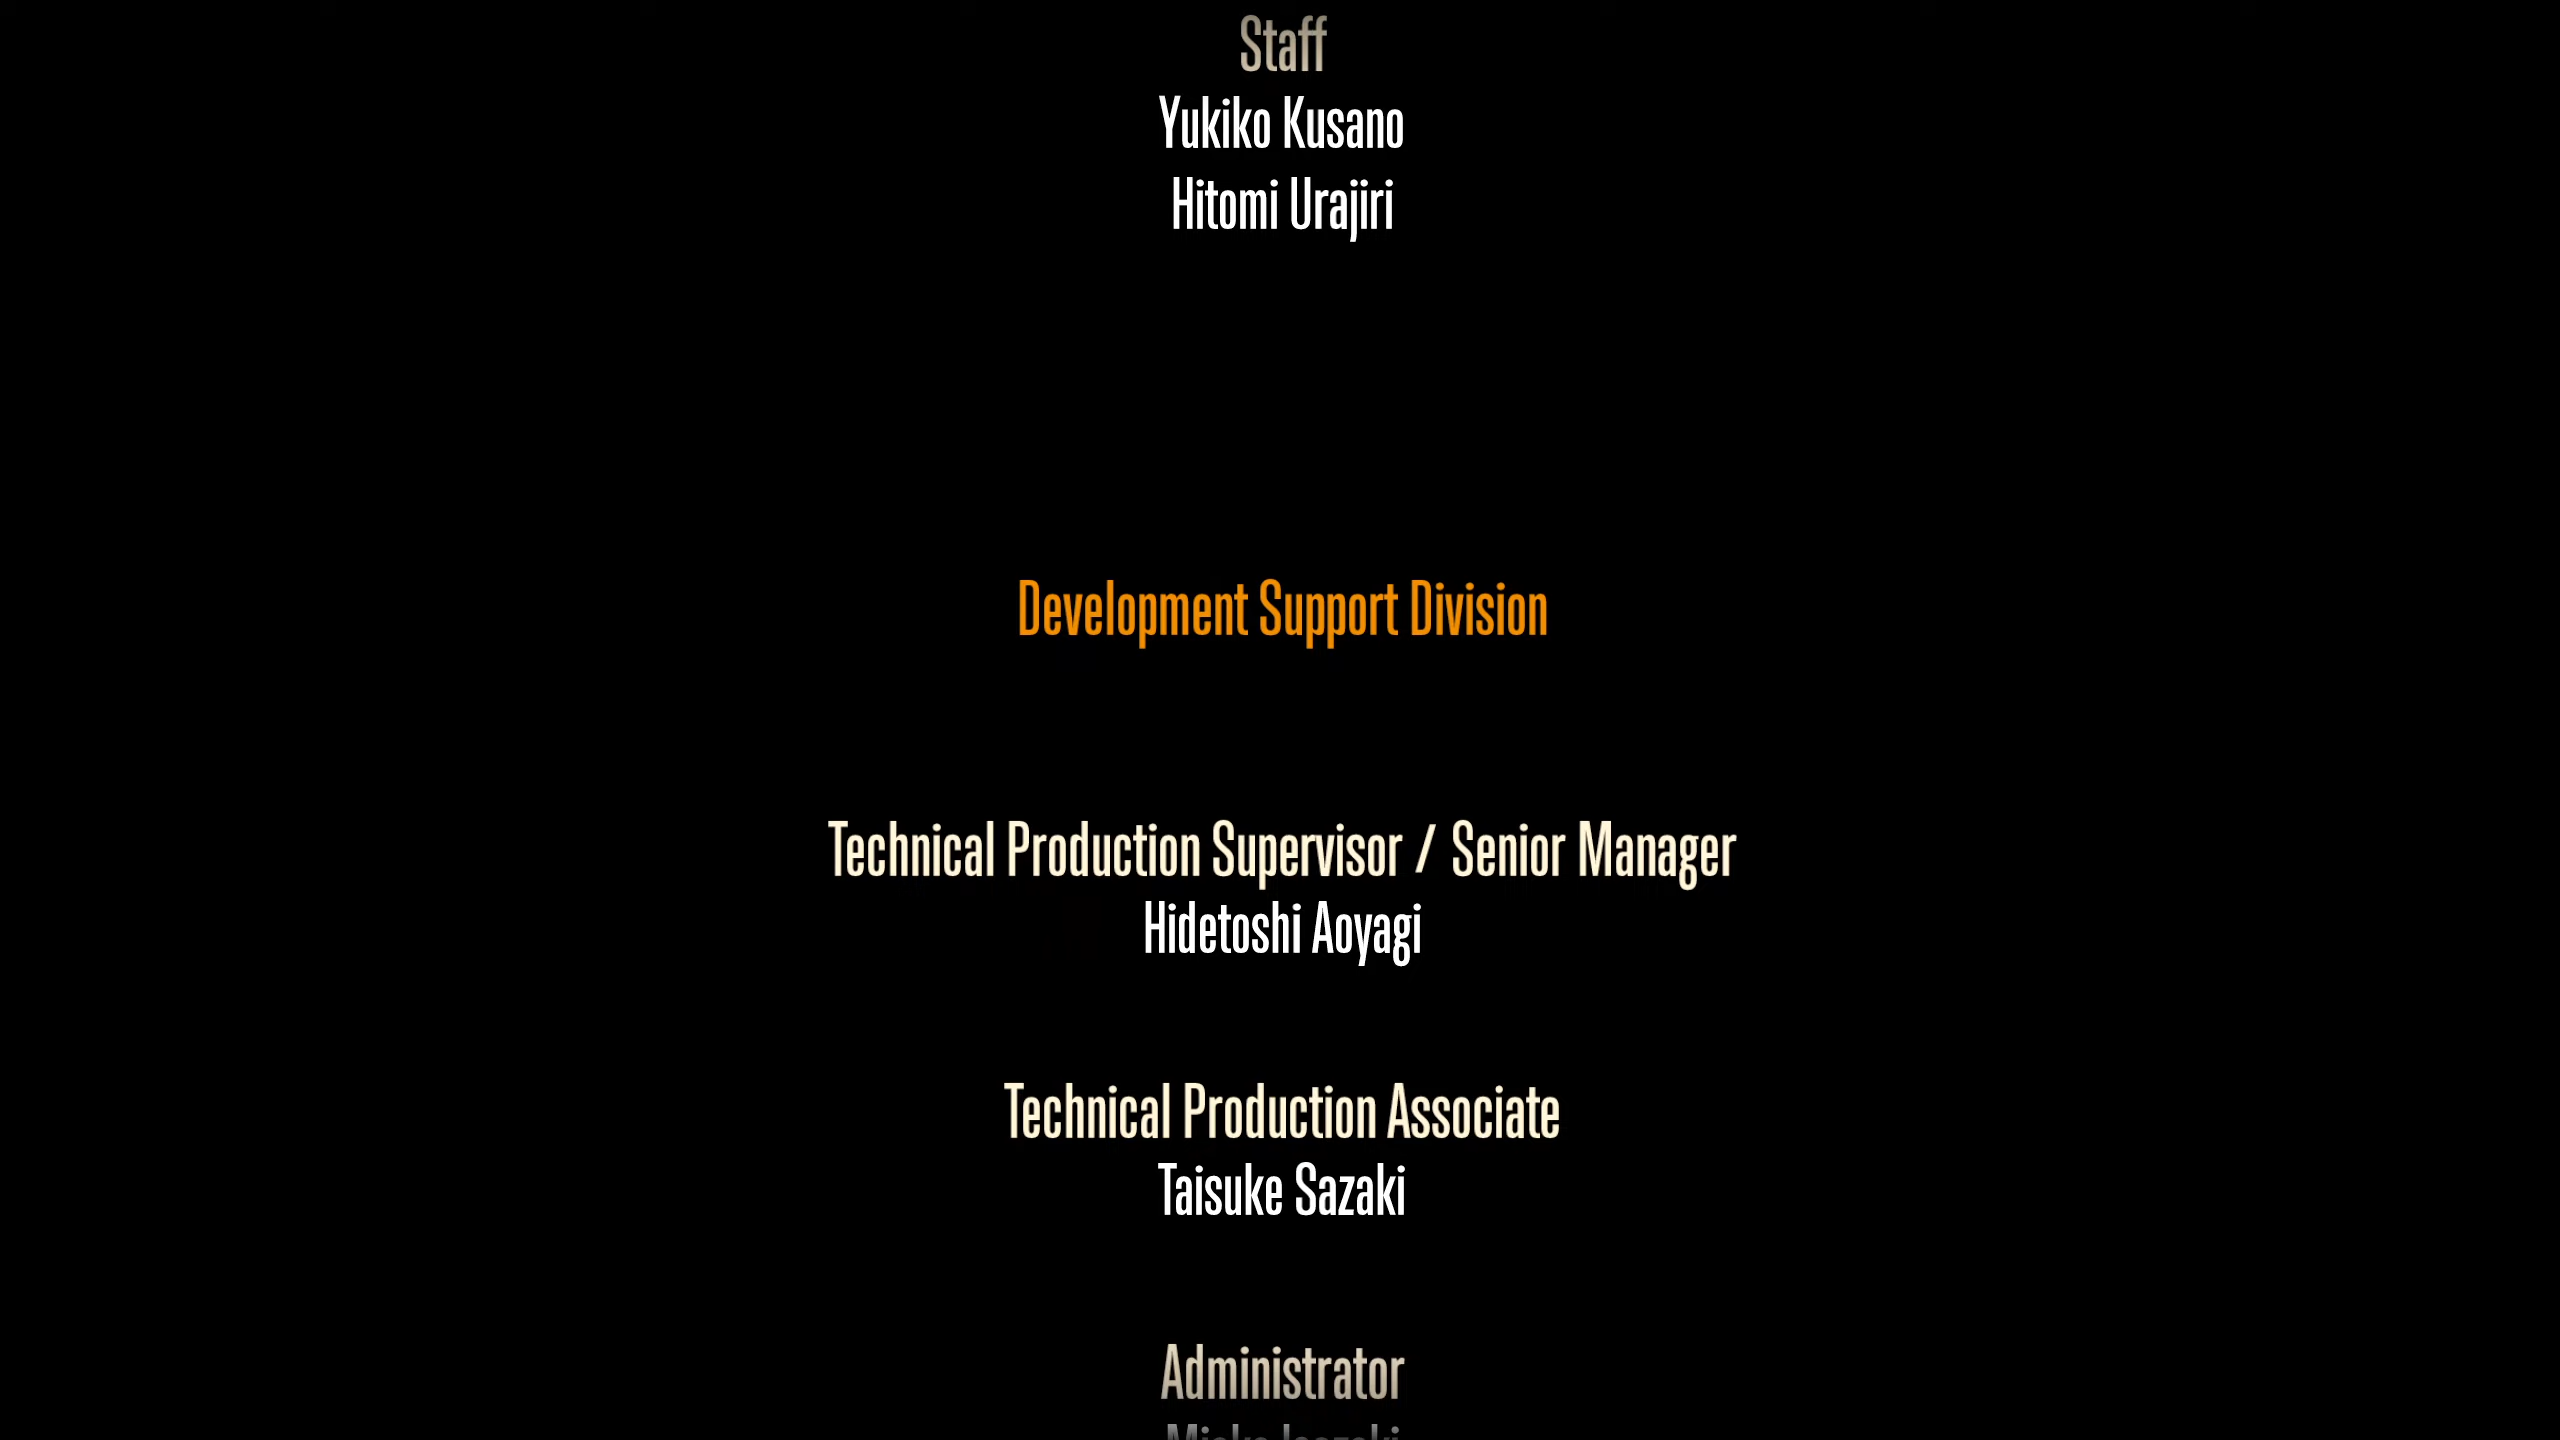 Staff
Yukiko Kusano
Hitomi Urajiri
Development Support Division
Technical Production Supervisor / Senior Manager
Hidetoshi Aoyagi
Technical Production Associate
Taisuke Sazaki
Administrator